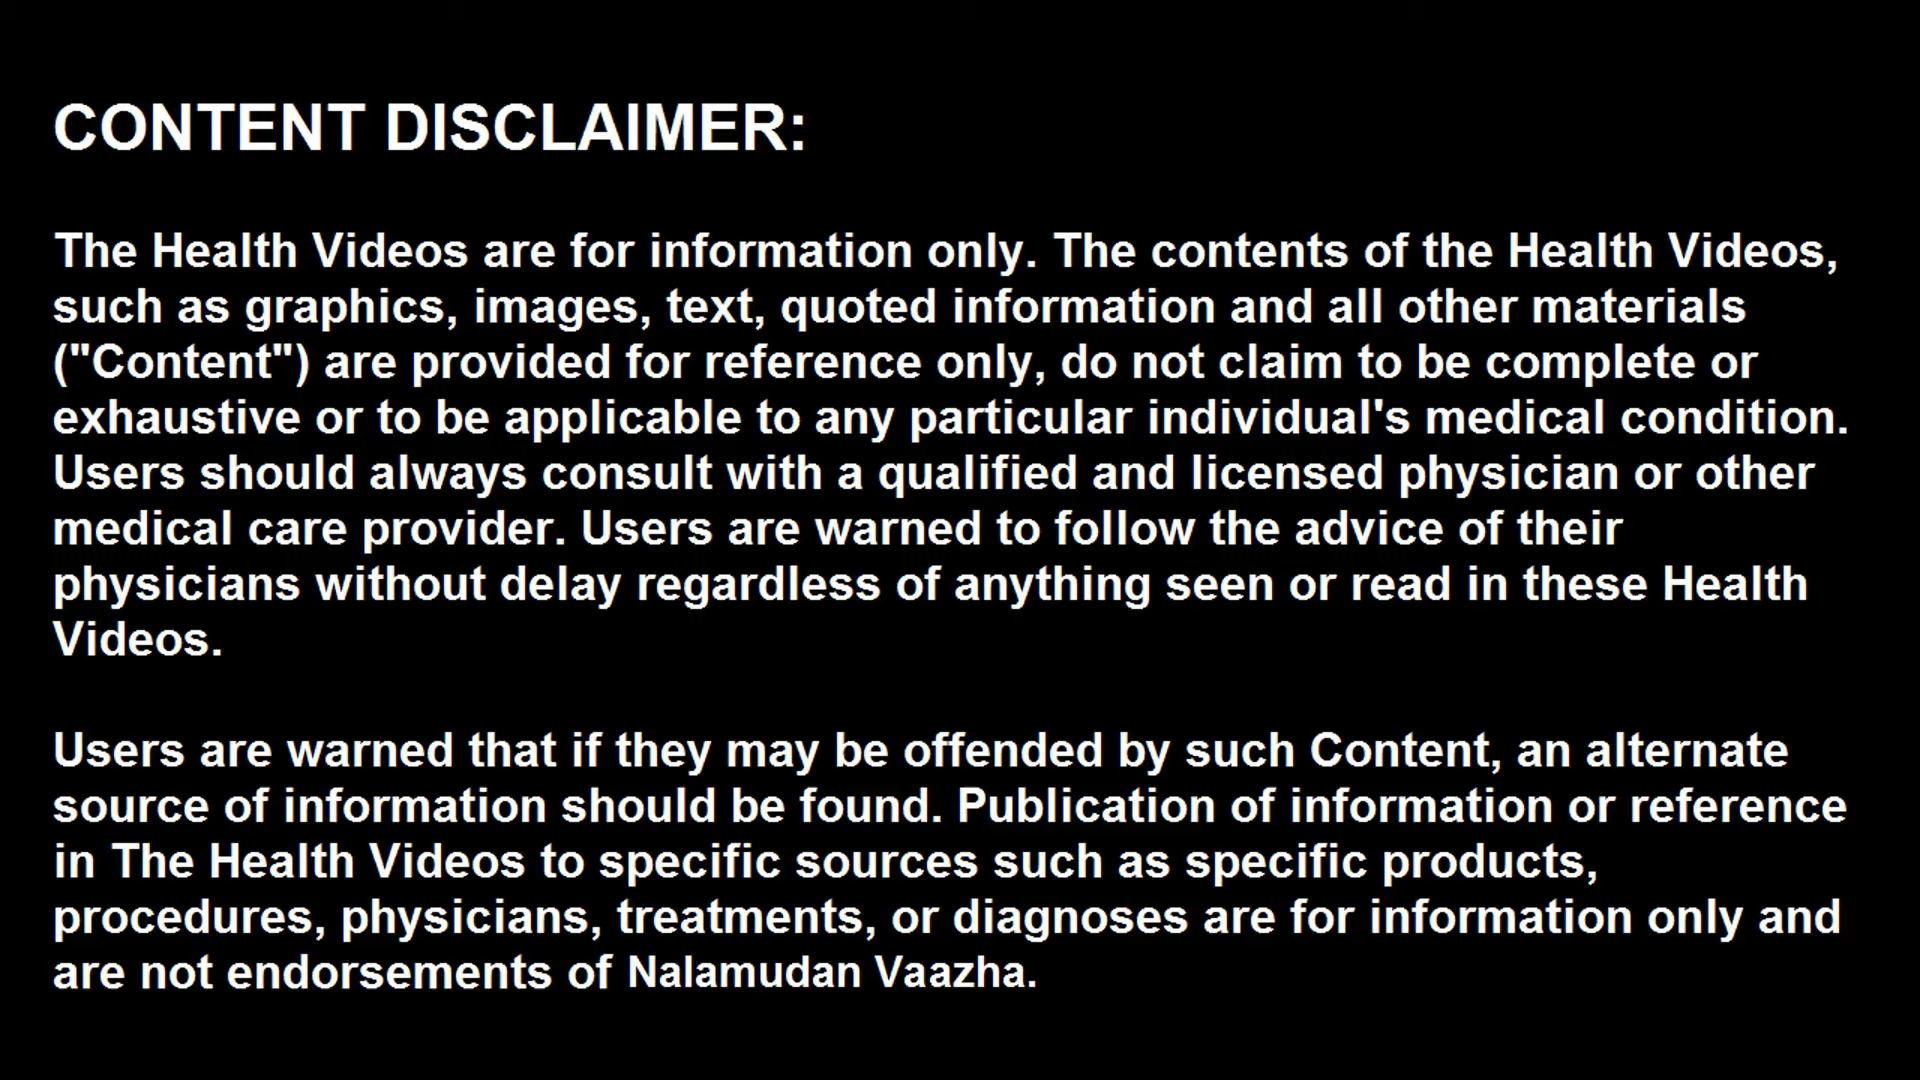 CONTENT DISCLAIMER:
The Health Videos are for information only. The contents of the Health Videos,
such as graphics, images, text, quoted information and all other materials
("Content") are provided for reference only, do not claim to be complete or
exhaustive or to be applicable to any particular individual's medical condition.
Users should always consult with a qualified and licensed physician or other
medical care provider. Users are warned to follow the advice of their
physicians without delay regardless of anything seen or read in these Health
Videos.
Users are warned that if they may be offended by such Content, an alternate
source of information should be found. Publication of information or reference
in The Health Videos to specific sources such as specific products,
procedures, physicians, treatments, or diagnoses are for information only and
are not endorsements of Nalamudan Vaazha.